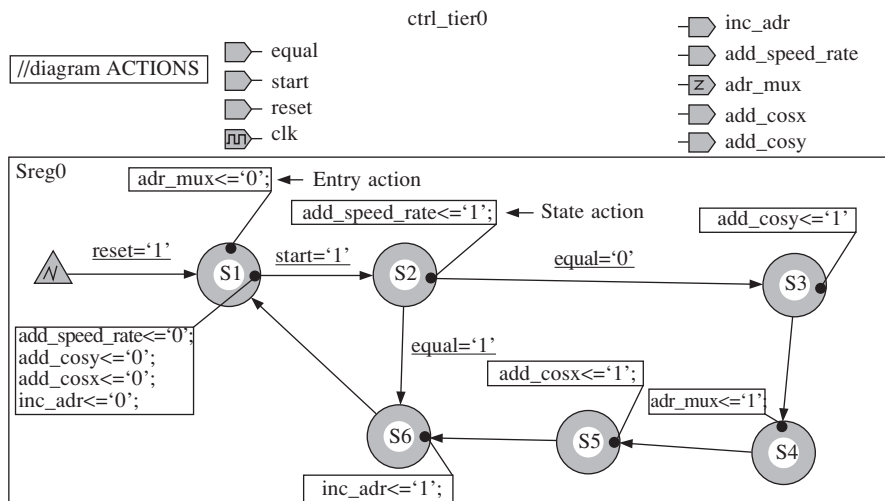 ctrl_tier0
//diagram ACTIONS
equal
start
reset
clk
inc_adr
add_speed_rate
adr_mux
add_cosx
add_cosy
Sreg0
adr_mux<=‘0’;
Entry action
add_speed_rate<=‘1’;
State action
add_cosy<=‘1’
reset=‘1’
S1
start=‘1’
S2
equal=‘0’
S3
add_speed_rate<=‘0’;
add_cosy<=‘0’;
add_cosx<=‘0’;
inc_adr<=‘0’;
equal=‘1’
add_cosx<=‘1’;
adr_mux<=‘1’;
S6
S5
S4
inc_adr<=‘1’;